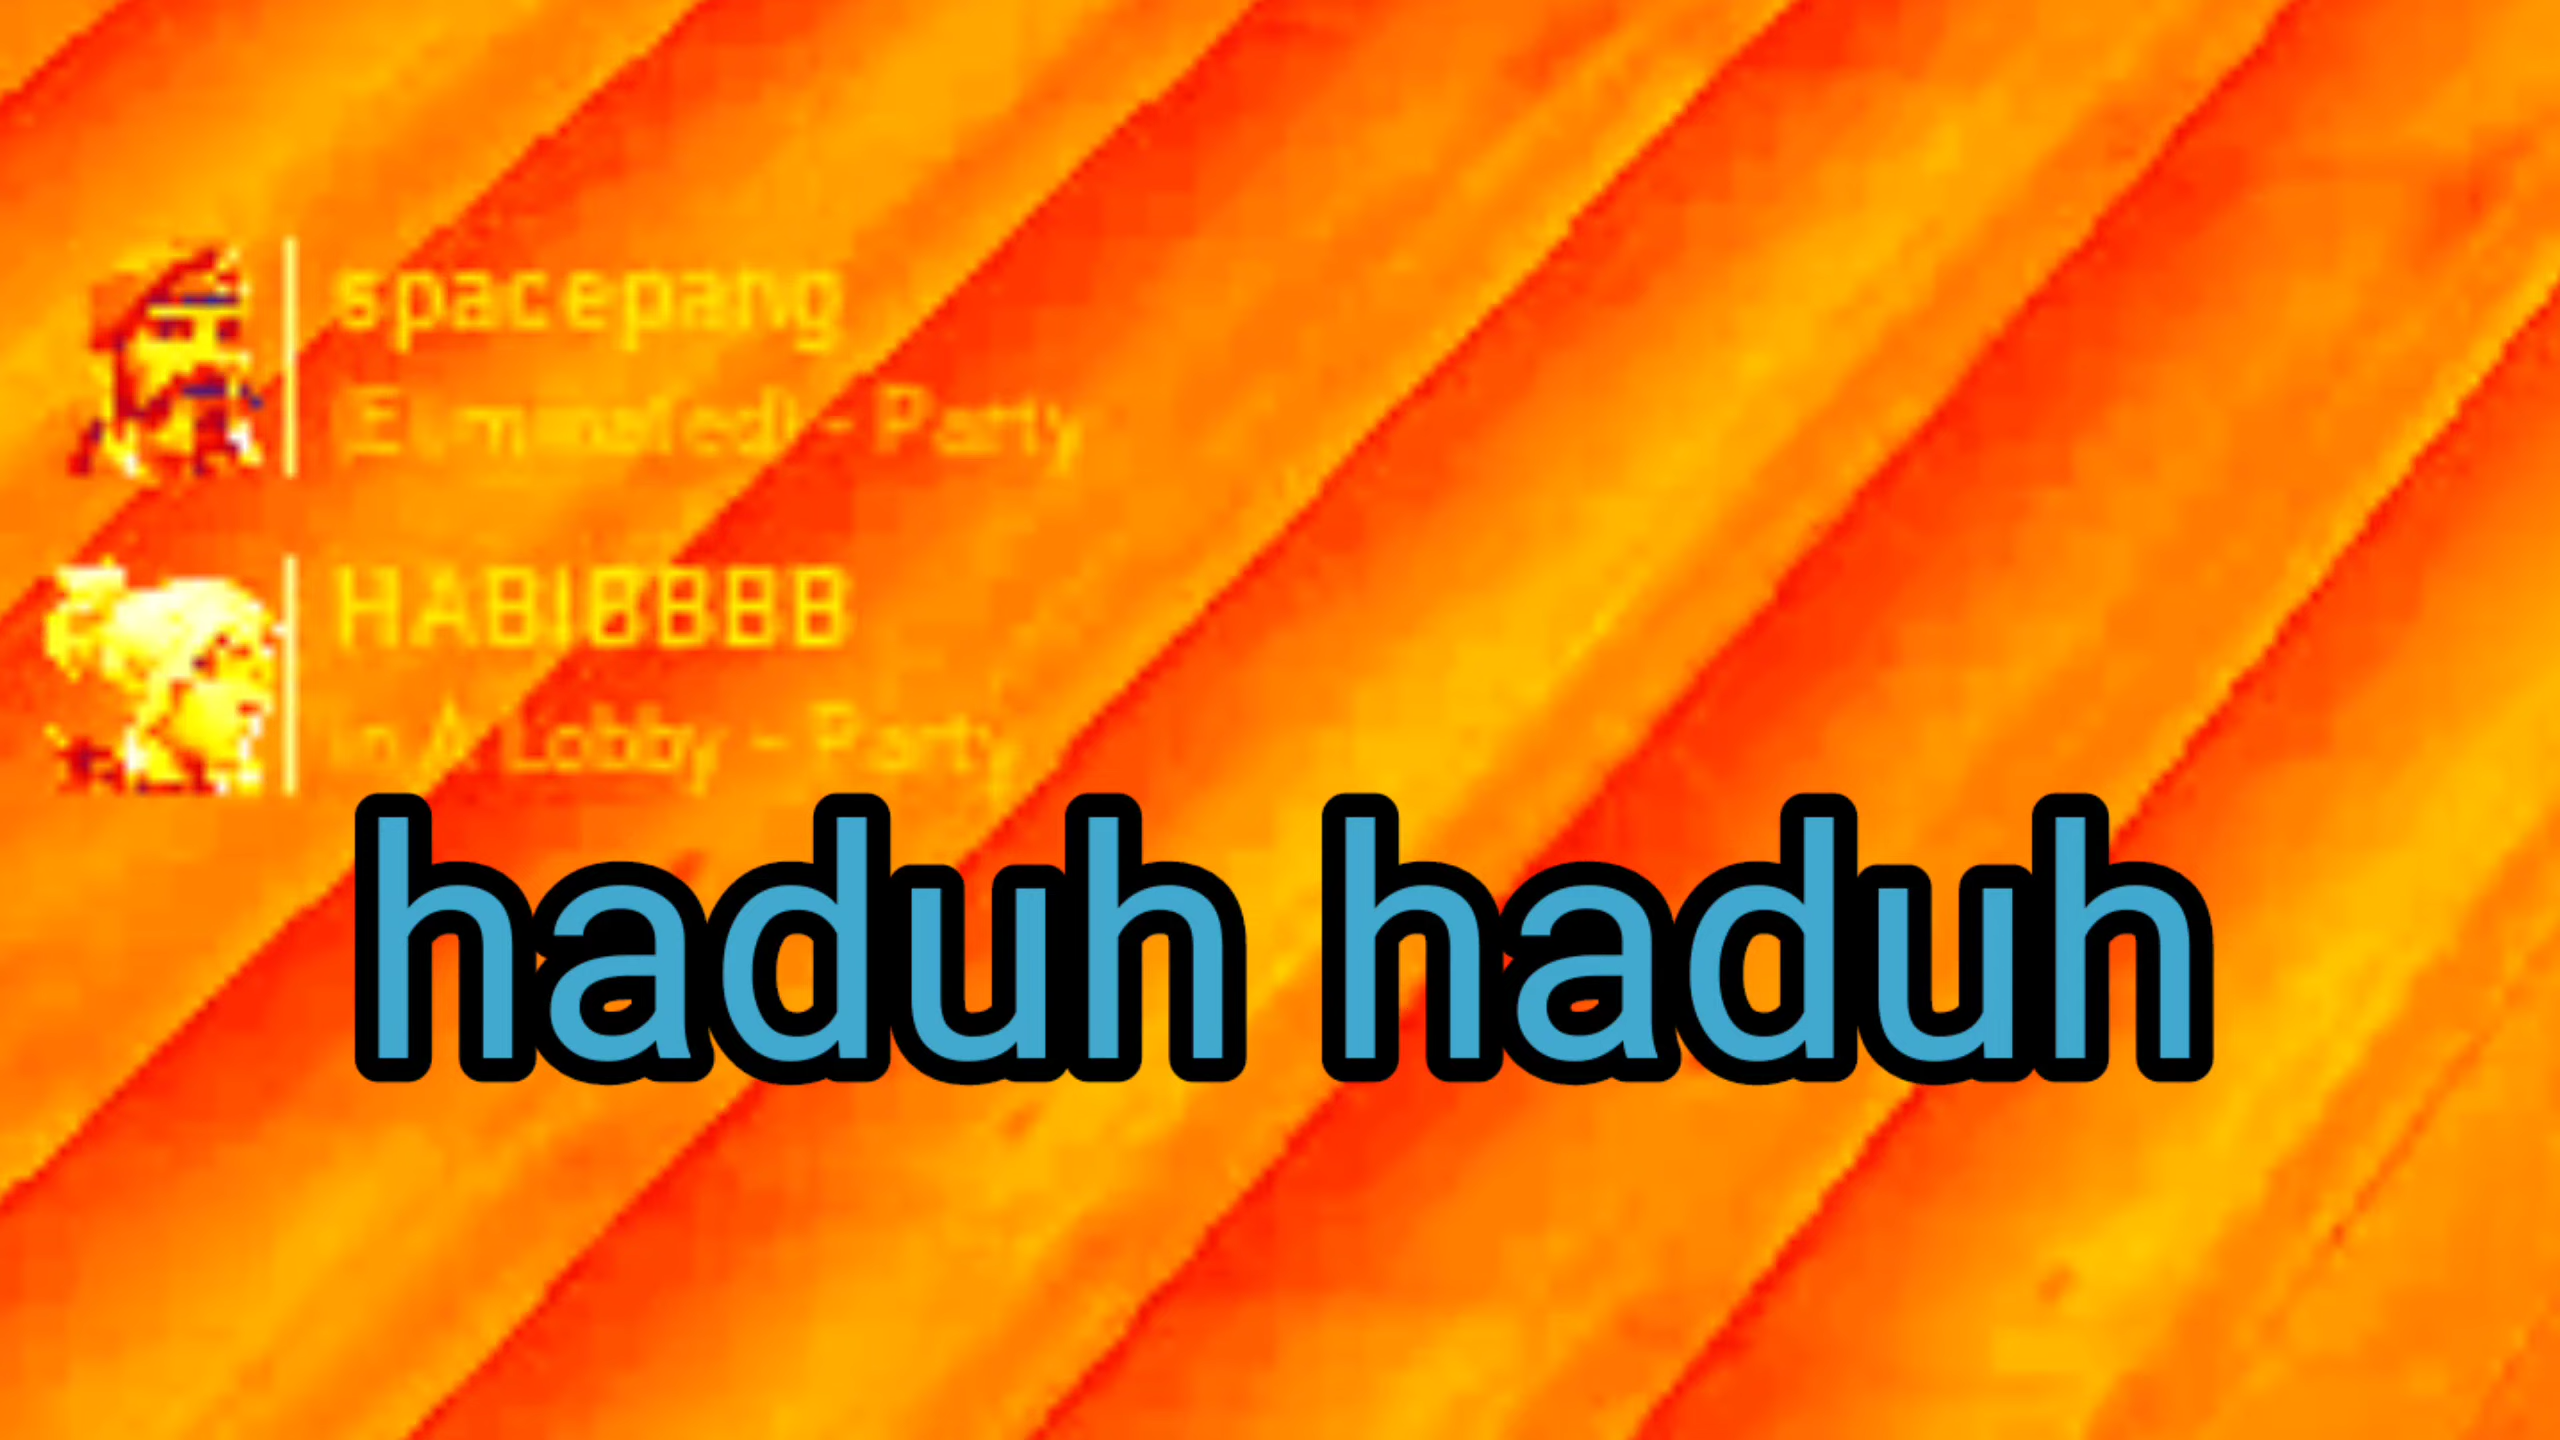 spacepang
(Eliminated) - Party
HABIBBBB
In A Lobby - Party
haduh haduh